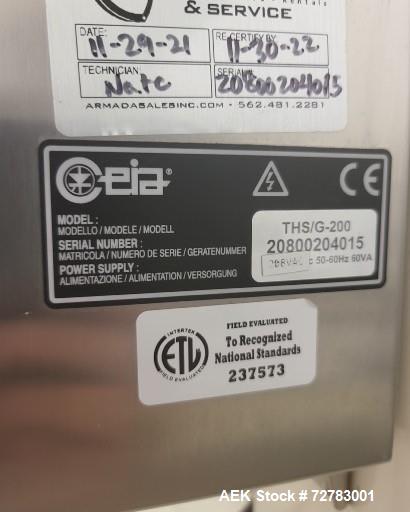 & SERVICE
DATE: 11-29-21
RE-CERTIFY BY 11-30-22
TECHNICIAN: Nate
SERIAL 20800204015
ARMADASALESINC.COM • 562.481.2281
ceia®
CE
MODEL :
MODELLO / MODELE / MODELL
THS/G-200
SERIAL NUMBER :
MATRICOLA / NUMERO DE SERIE / GERATENUMMER
20800204015
POWER SUPPLY :
ALIMENTAZIONE / ALIMENTATION / VERSORGUNG
50-60Hz 60VA
INTERTEK
ETL
FIELD EVALUATED
FIELD EVALUATED
To Recognized
National Standards
237573
AEK Stock #72783001